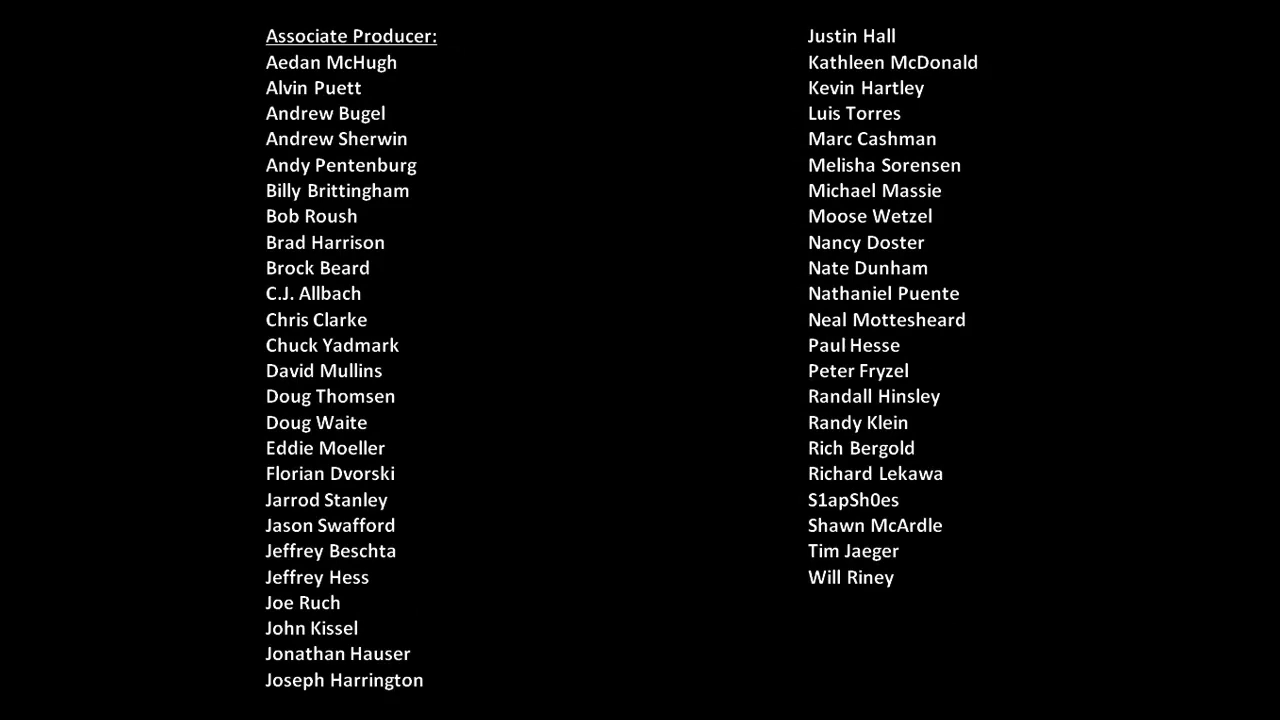 Associate Producer:
Aedan McHugh
Alvin Puett
Andrew Bugel
Andrew Sherwin
Andy Pentenburg
Billy Brittingham
Bob Roush
Brad Harrison
Brock Beard
C.J. Allbach
Chris Clarke
Chuck Yadmark
David Mullins
Doug Thomsen
Doug Waite
Eddie Moeller
Florian Dvorski
Jarrod Stanley
Jason Swafford
Jeffrey Beschta
Jeffrey Hess
Joe Ruch
John Kissel
Jonathan Hauser
Joseph Harrington
Justin Hall
Kathleen McDonald
Kevin Hartley
Luis Torres
Marc Cashman
Melisha Sorensen
Michael Massie
Moose Wetzel
Nancy Doster
Nate Dunham
Nathaniel Puente
Neal Mottesheard
Paul Hesse
Peter Fryzel
Randall Hinsley
Randy Klein
Rich Bergold
Richard Lekawa
S1apSh0es
Shawn McArdle
Tim Jaeger
Will Riney